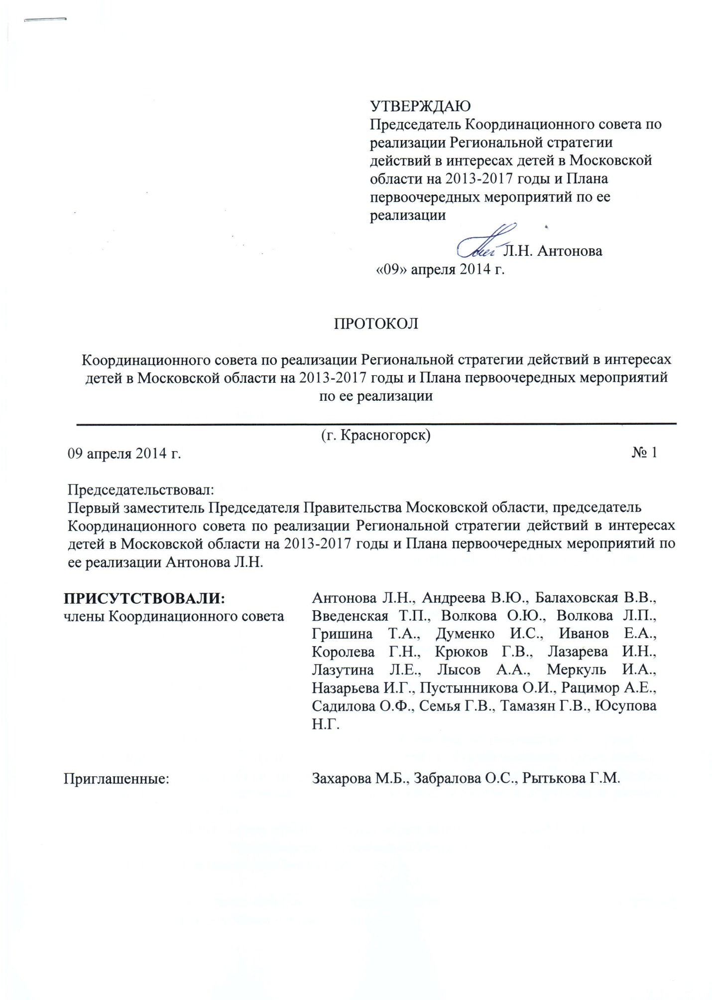 УТВЕРЖДАЮ
Председатель Координационного совета по
реализации Региональной стратегии
действий в интересах детей в Московской
области на 2013-2017 годы и Плана
первоочередных мероприятий по ее
реализации
Л.Н. Антонова
«09» апреля 2014 г.
ПРОТОКОЛ
Координационного совета по реализации Региональной стратегии действий в интересах
детей в Московской области на 2013-2017 годы и Плана первоочередных мероприятий
по ее реализации
(г. Красногорск)
09 апреля 2014 г. № 1
Председательствовал:
Первый заместитель Председателя Правительства Московской области, председатель
Координационного совета по реализации Региональной стратегии действий в интересах
детей в Московской области на 2013-2017 годы и Плана первоочередных мероприятий по
ее реализации Антонова Л.Н.
ПРИСУТСТВОВАЛИ:
члены Координационного совета
Антонова Л.Н., Андреева В.Ю., Балаховская В.В.,
Введенская Т.П., Волкова О.Ю., Волкова Л.П.,
Гришина Т.А., Думенко И.С., Иванов Е.А.,
Королева Г.Н., Крюков Г.В., Лазарева И.Н.,
Лазутина Л.Е., Лысов А.А., Меркуль И.А.,
Назарьева И.Г., Пустынникова О.И., Рацимор А.Е.,
Садилова О.Ф., Семья Г.В., Тамазян Г.В., Юсупова
Н.Г.
Приглашенные:
Захарова М.Б., Забралова О.С., Рытькова Г.М.